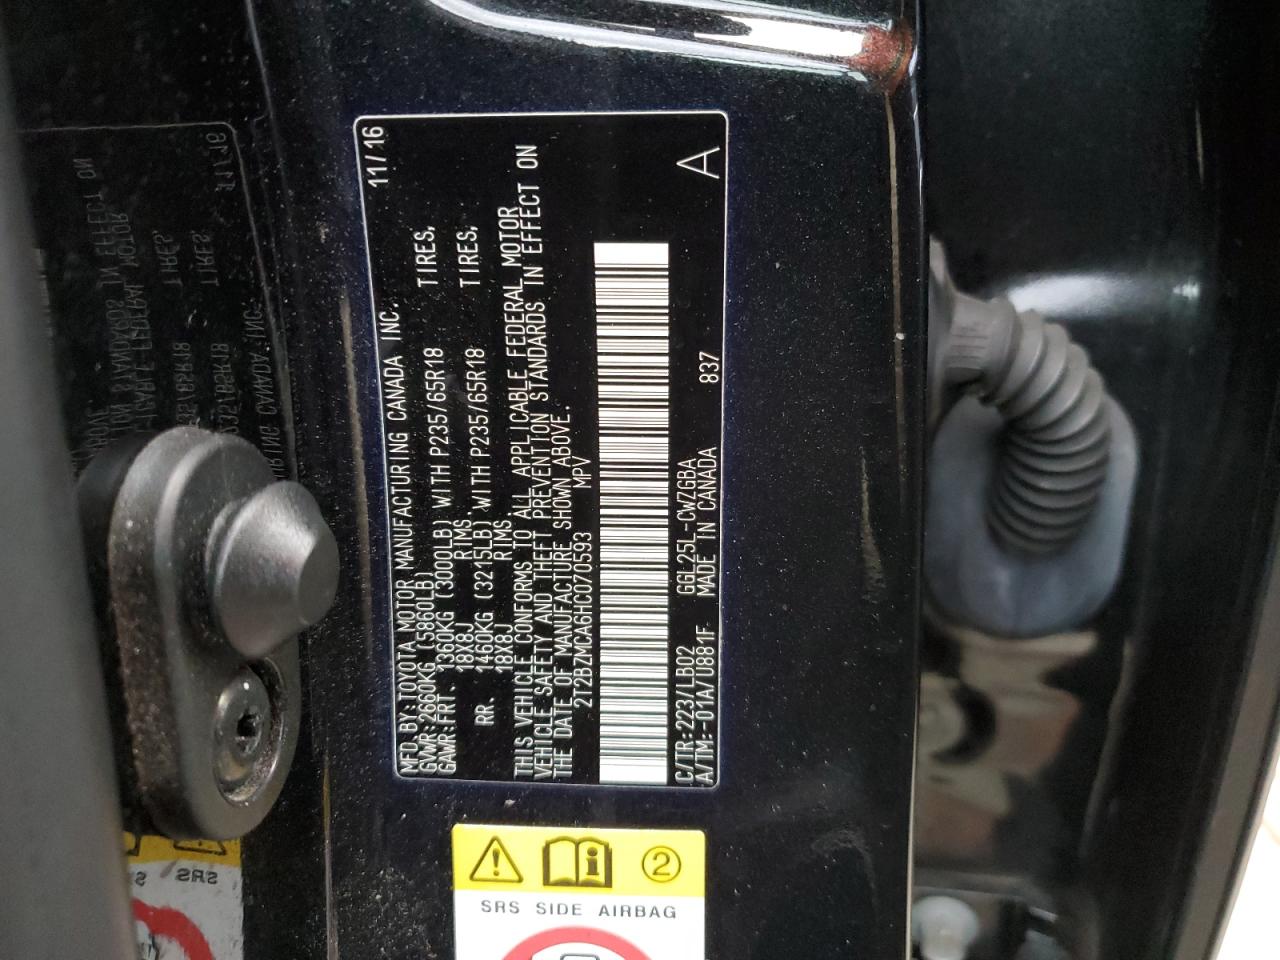 MFD. BY: TOYOTA MOTOR MANUFACTURING CANADA INC. 11/16
GVWR: 2660KG (5860LB)
GAWR: FRT. 1360KG (3000LB) WITH P235/65R18 TIRES,
18X8J RIMS
RR. 1460KG (3215LB) WITH P235/65R18 TIRES,
18X8J RIMS
THIS VEHICLE CONFORMS TO ALL APPLICABLE FEDERAL MOTOR
VEHICLE SAFETY AND THEFT PREVENTION STANDARDS IN EFFECT ON
THE DATE OF MANUFACTURE SHOWN ABOVE.
2T2BZMCA6HC070593 MPV
C/TR: 223/LB02 GGL25L-CWZGBA 837 A
A/TM: -01A/U881F MADE IN CANADA
2
SRS SIDE AIRBAG